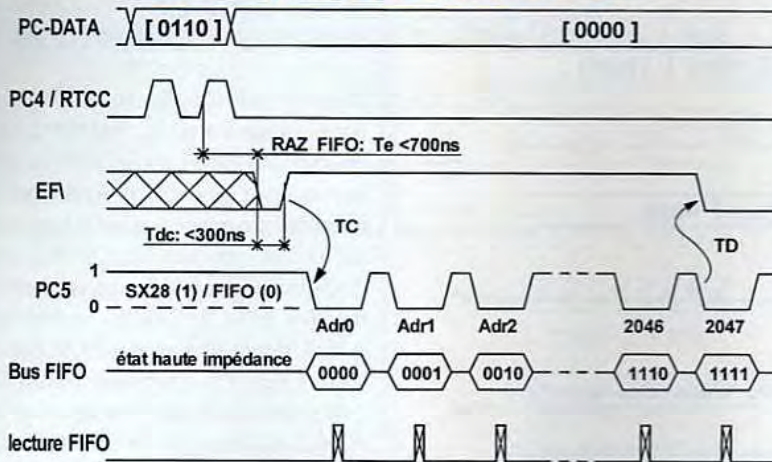 PC-DATA [ 0110 ] [ 0000 ]
PC4 / RTCC
RAZ FIFO: Te <700ns
EF\
Tdc: <300ns
TC
TD
1
PC5 SX28 (1) / FIFO (0)
0
Adr0 Adr1 Adr2 2046 2047
état haute impédance
Bus FIFO 0000 0001 0010 1110 1111
lecture FIFO